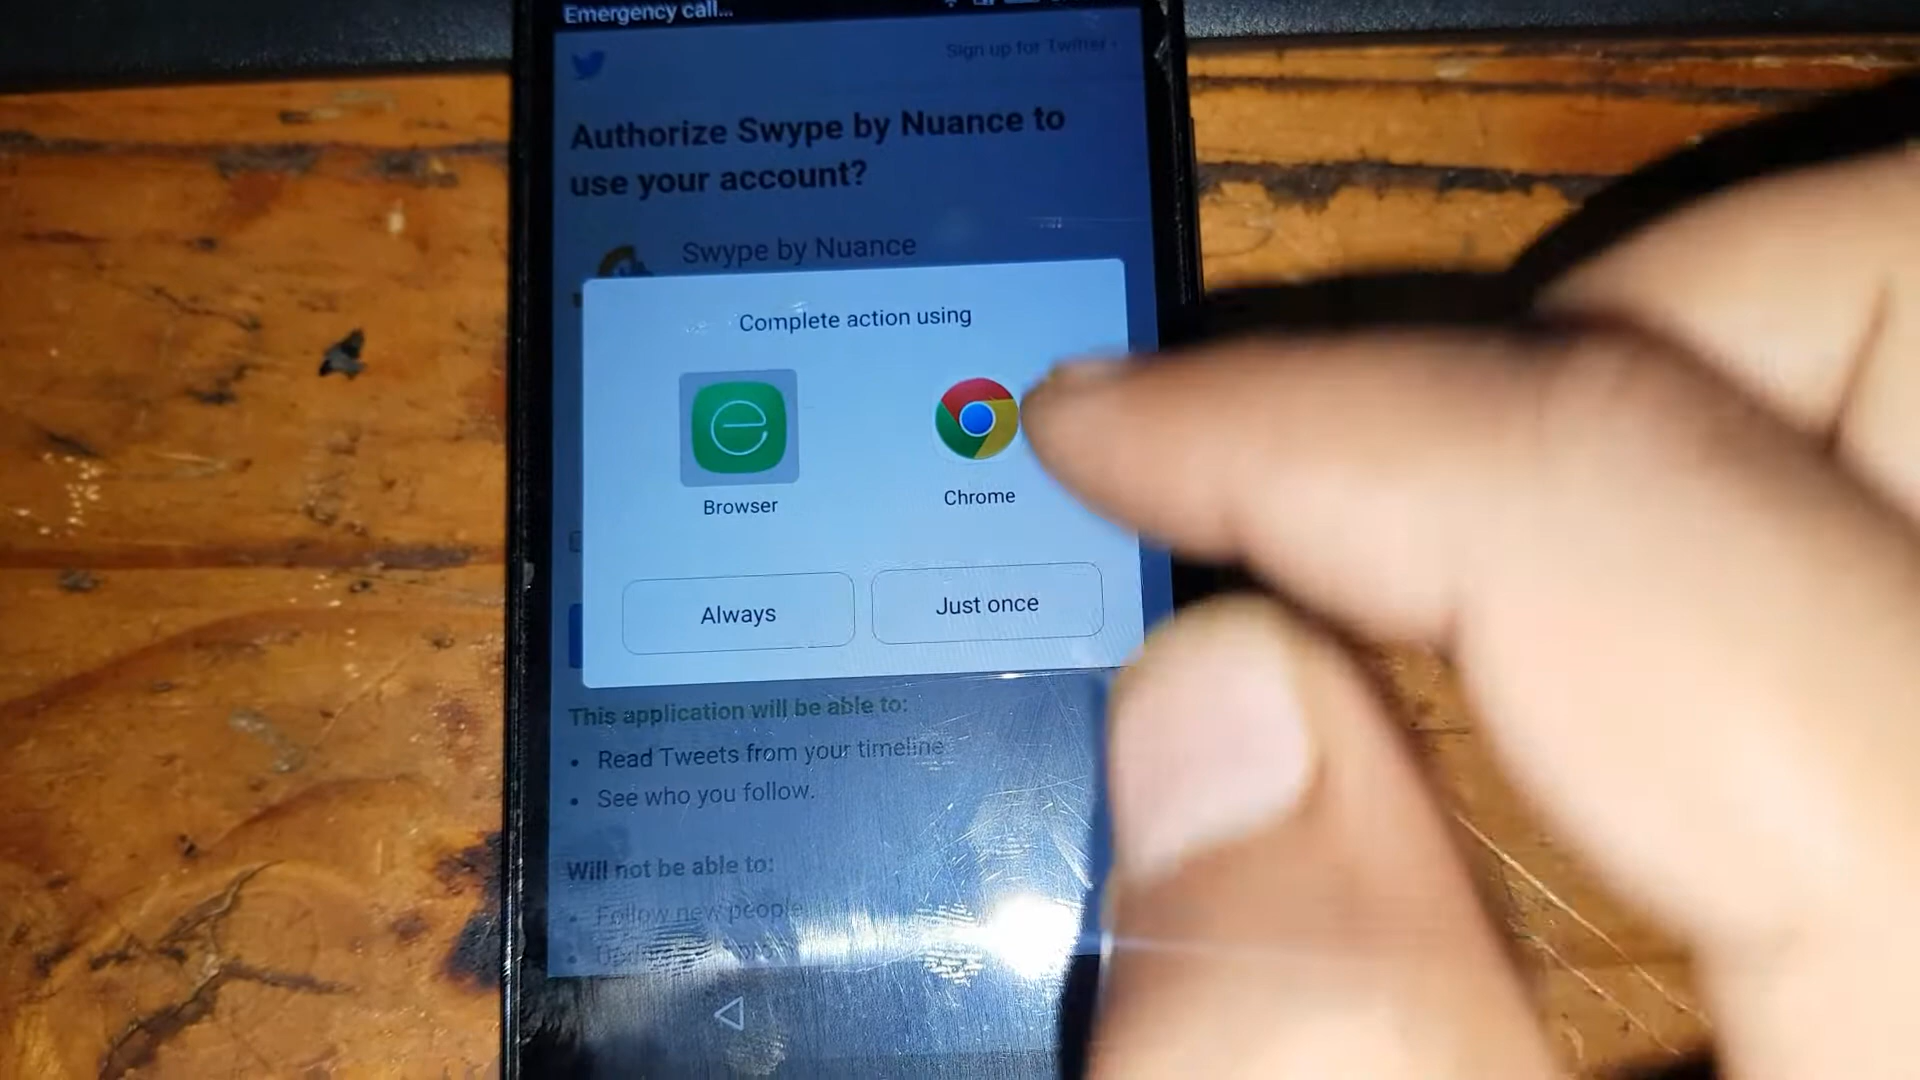 Emergency call...
Sign up for Twitter ›
Authorize Swype by Nuance to
use your account?
Swype by Nuance
Complete action using
Browser
Chrome
Always
Just once
This application will be able to:
• Read Tweets from your timeline
• See who you follow.
Will not be able to:
• Follow new people